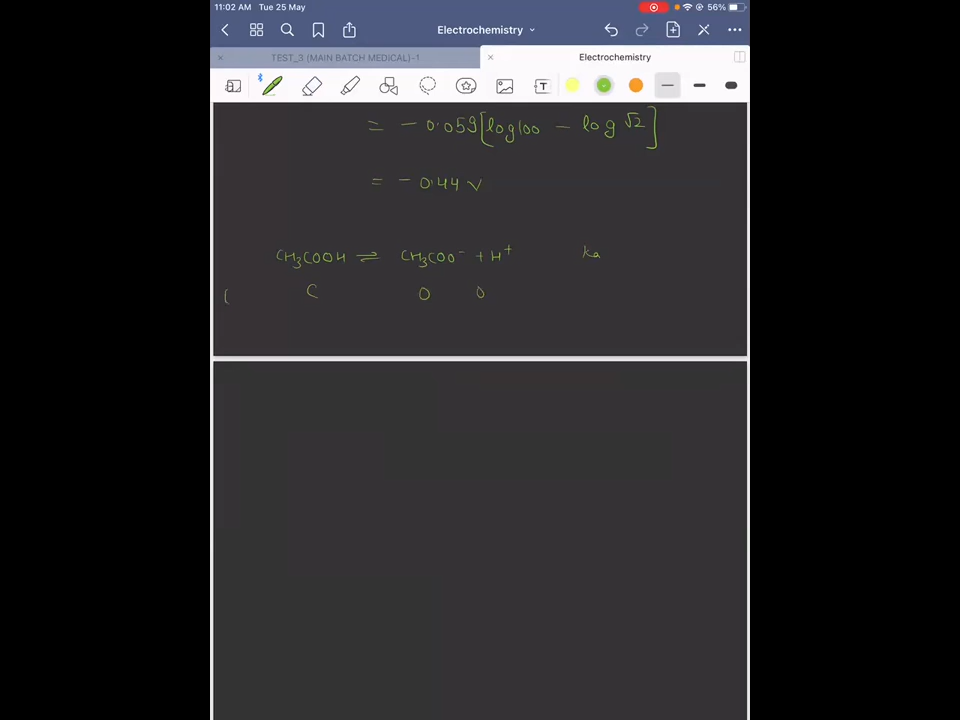 11:02 AM Tue 25 May
56%
Electrochemistry
TEST_3 (MAIN BATCH MEDICAL)-1
Electrochemistry
T
= - 0.059[log100 - log √2]
= - 0.44 V
CH₃COOH ⇌ CH₃COO⁻ + H⁺ ka
C 0 0